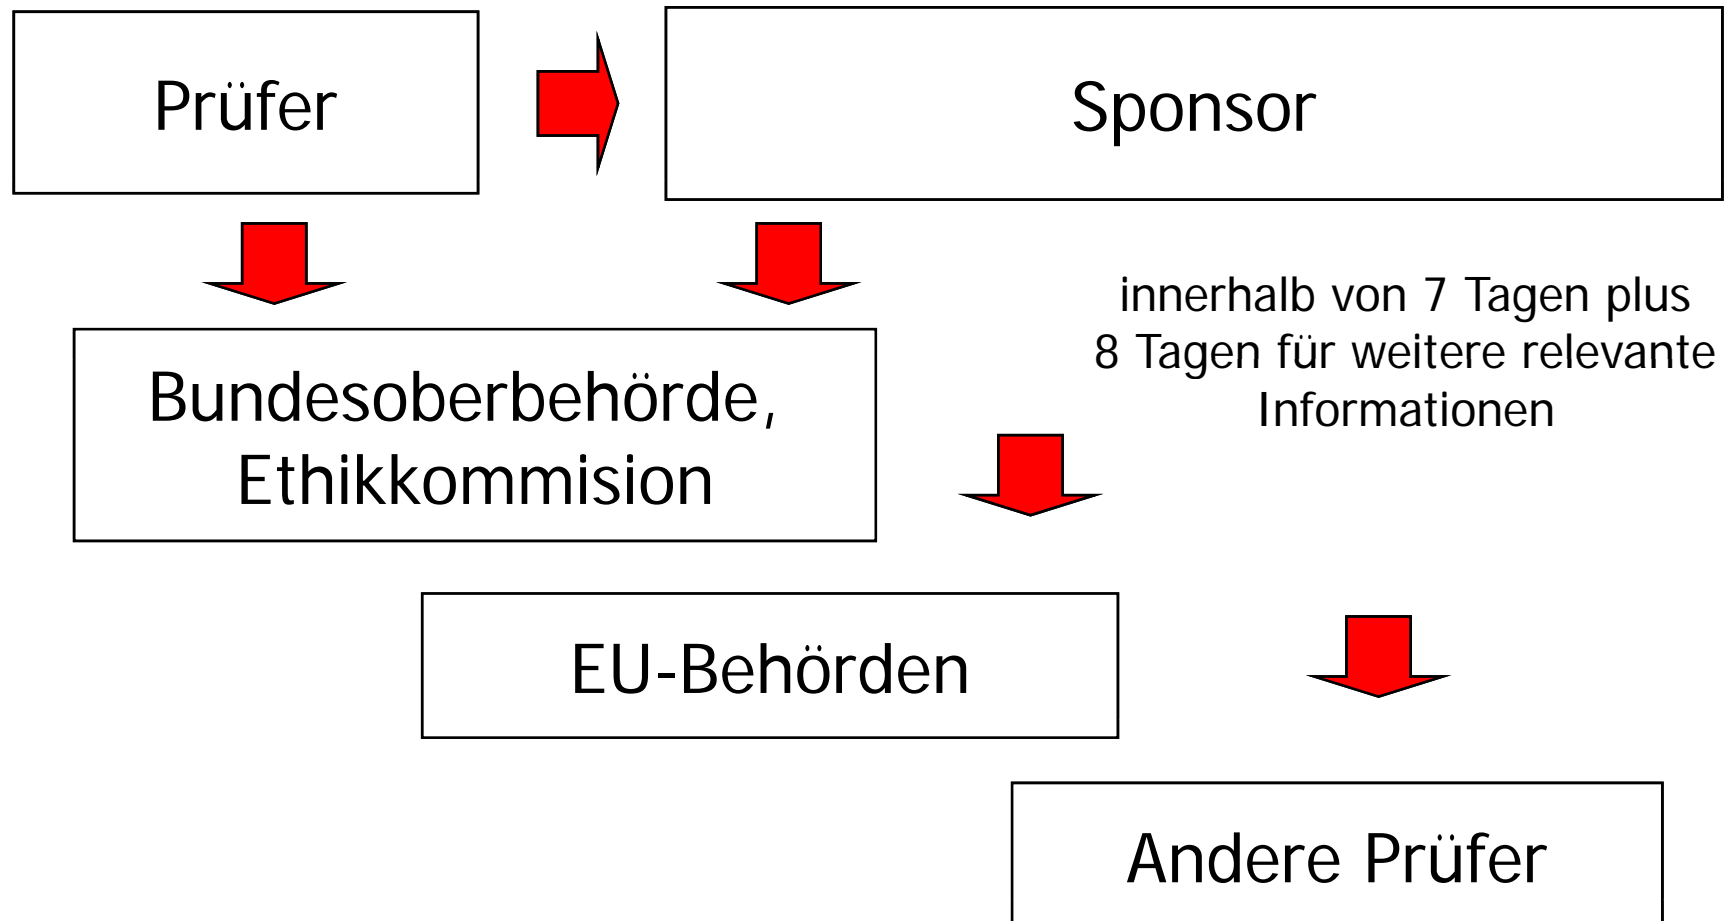 Prüfer
Sponsor
innerhalb von 7 Tagen plus
8 Tagen für weitere relevante
Informationen
Bundesoberbehörde,
Ethikkommision
EU-Behörden
Andere Prüfer